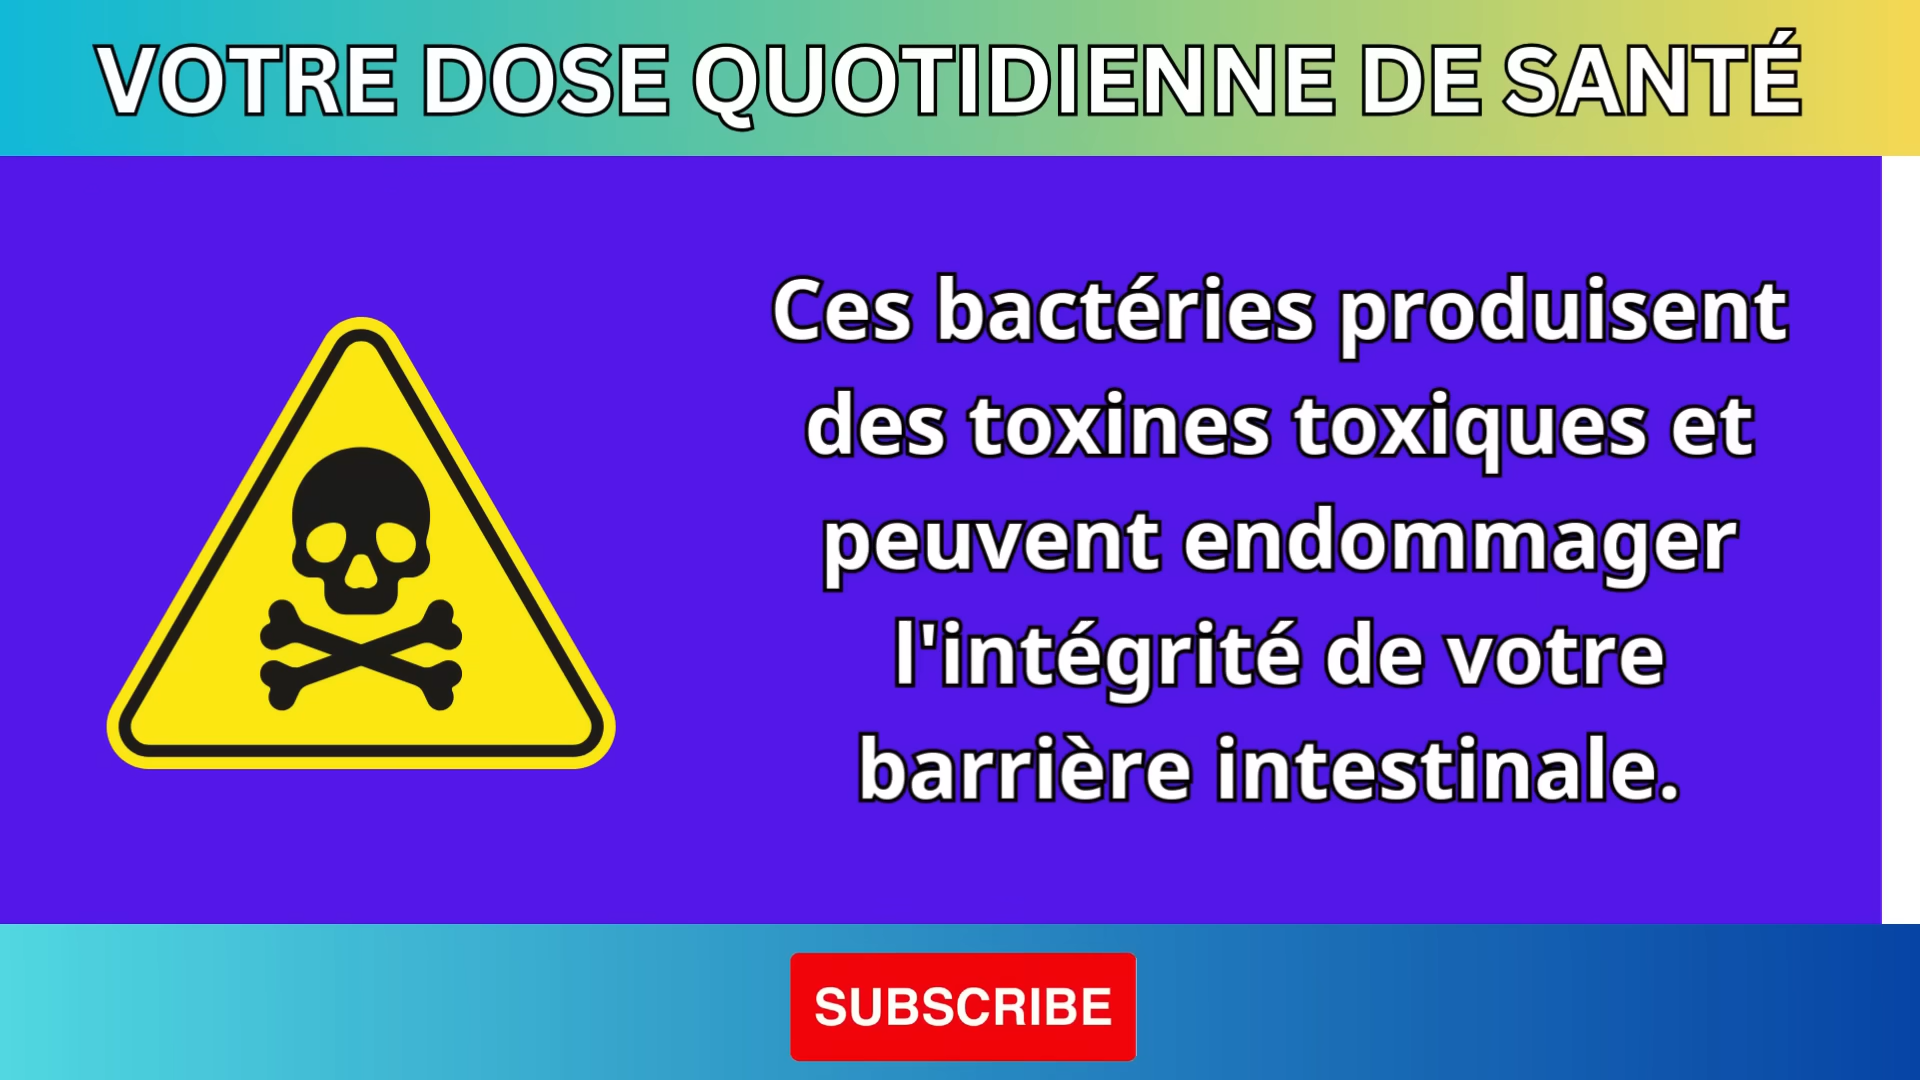 VOTRE DOSE QUOTIDIENNE DE SANTÉ
Ces bactéries produisent
des toxines toxiques et
peuvent endommager
l'intégrité de votre
barrière intestinale.
SUBSCRIBE